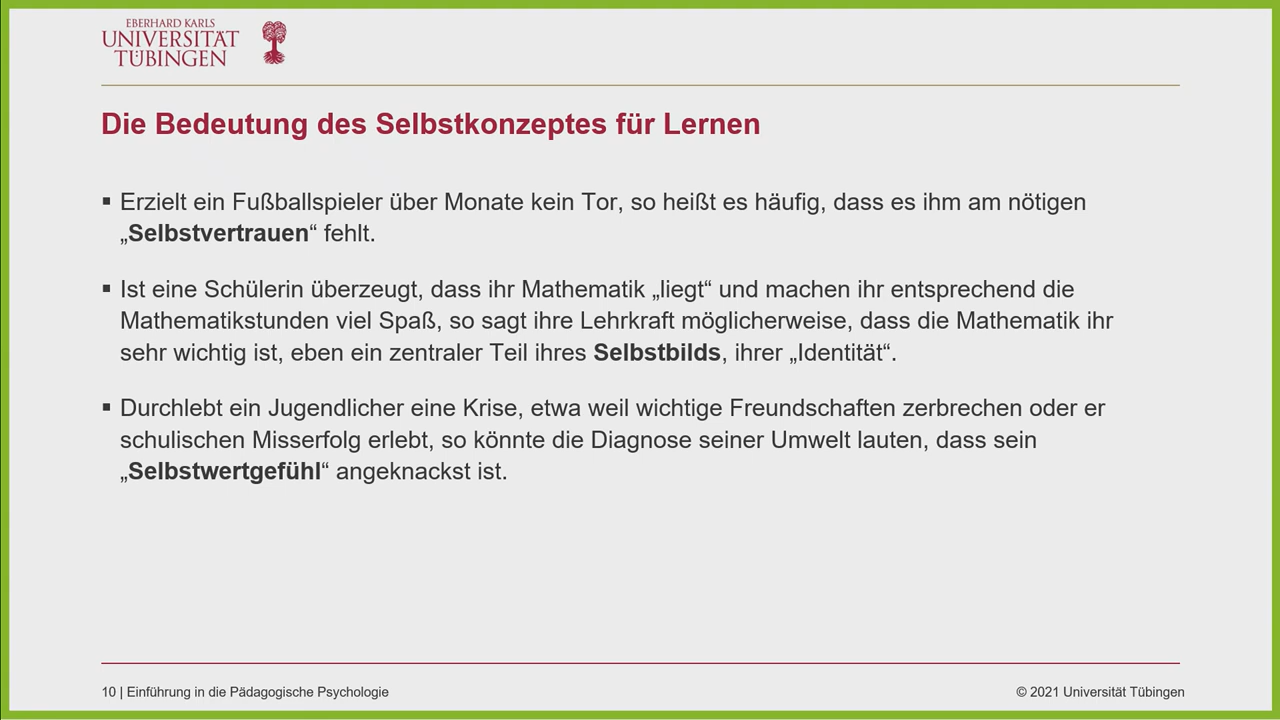 EBERHARD KARLS
UNIVERSITÄT
TÜBINGEN
Die Bedeutung des Selbstkonzeptes für Lernen
▪ Erzielt ein Fußballspieler über Monate kein Tor, so heißt es häufig, dass es ihm am nötigen
„Selbstvertrauen“ fehlt.
▪ Ist eine Schülerin überzeugt, dass ihr Mathematik „liegt“ und machen ihr entsprechend die
Mathematikstunden viel Spaß, so sagt ihre Lehrkraft möglicherweise, dass die Mathematik ihr
sehr wichtig ist, eben ein zentraler Teil ihres Selbstbilds, ihrer „Identität“.
▪ Durchlebt ein Jugendlicher eine Krise, etwa weil wichtige Freundschaften zerbrechen oder er
schulischen Misserfolg erlebt, so könnte die Diagnose seiner Umwelt lauten, dass sein
„Selbstwertgefühl“ angeknackst ist.
10 | Einführung in die Pädagogische Psychologie
© 2021 Universität Tübingen